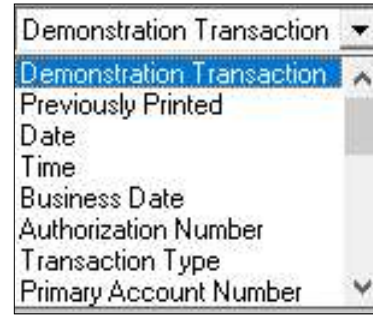 Demonstration Transaction
Demonstration Transaction
Previously Printed
Date
Time
Business Date
Authorization Number
Transaction Type
Primary Account Number